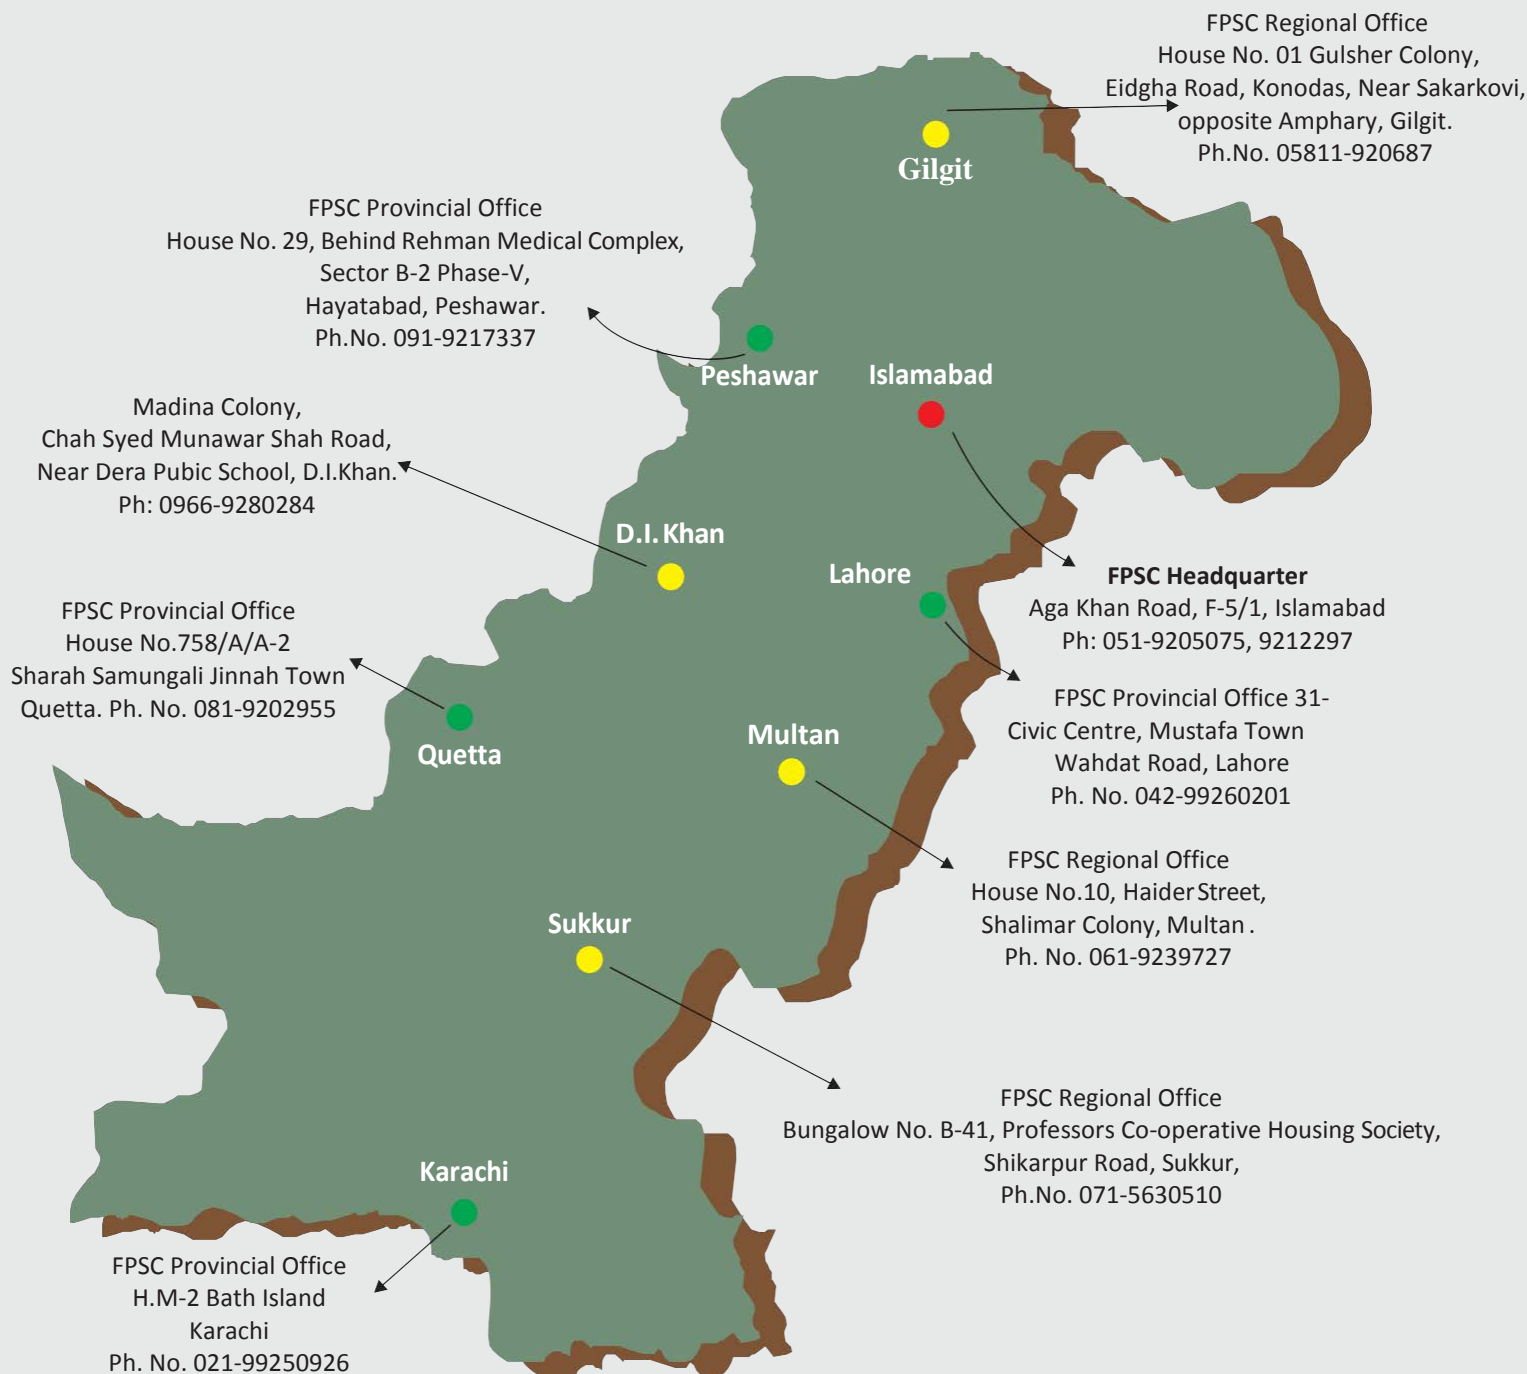 FPSC Regional Office
House No. 01 Gulsher Colony,
Eidgha Road, Konodas, Near Sakarkovi,
opposite Amphary, Gilgit.
Ph.No. 05811-920687
Gilgit
FPSC Provincial Office
House No. 29, Behind Rehman Medical Complex,
Sector B-2 Phase-V,
Hayatabad, Peshawar.
Ph.No. 091-9217337
Peshawar
Islamabad
Madina Colony,
Chah Syed Munawar Shah Road,
Near Dera Pubic School, D.I.Khan.
Ph: 0966-9280284
D.I. Khan
Lahore
FPSC Headquarter
Aga Khan Road, F-5/1, Islamabad
Ph: 051-9205075, 9212297
FPSC Provincial Office
House No.758/A/A-2
Sharah Samungali Jinnah Town
Quetta. Ph. No. 081-9202955
Quetta
Multan
FPSC Provincial Office 31-
Civic Centre, Mustafa Town
Wahdat Road, Lahore
Ph. No. 042-99260201
FPSC Regional Office
House No.10, Haider Street,
Shalimar Colony, Multan .
Ph. No. 061-9239727
Sukkur
FPSC Regional Office
Bungalow No. B-41, Professors Co-operative Housing Society,
Shikarpur Road, Sukkur,
Ph.No. 071-5630510
Karachi
FPSC Provincial Office
H.M-2 Bath Island
Karachi
Ph. No. 021-99250926